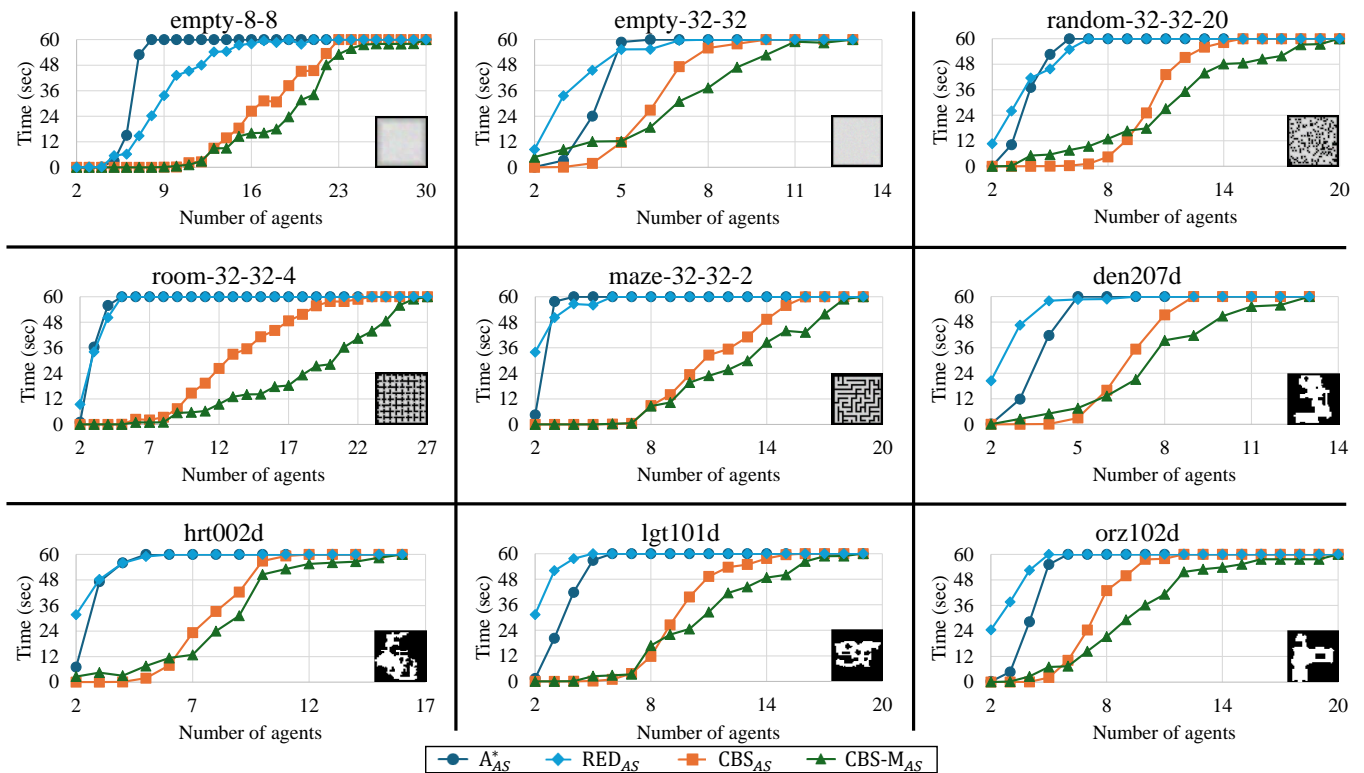 empty-8-8
empty-32-32
random-32-32-20
60
48
36
24
12
0
Time (sec)
2 9 16 23 30
Number of agents
60
48
36
24
12
0
Time (sec)
2 5 8 11 14
Number of agents
60
48
36
24
12
0
Time (sec)
2 8 14 20
Number of agents
room-32-32-4
maze-32-32-2
den207d
60
48
36
24
12
0
Time (sec)
2 7 12 17 22 27
Number of agents
60
48
36
24
12
0
Time (sec)
2 8 14 20
Number of agents
60
48
36
24
12
0
Time (sec)
2 5 8 11 14
Number of agents
hrt002d
lgt101d
orz102d
60
48
36
24
12
0
Time (sec)
2 7 12 17
Number of agents
60
48
36
24
12
0
Time (sec)
2 8 14 20
Number of agents
60
48
36
24
12
0
Time (sec)
2 8 14 20
Number of agents
A*AS REDAS CBSAS CBS-MAS